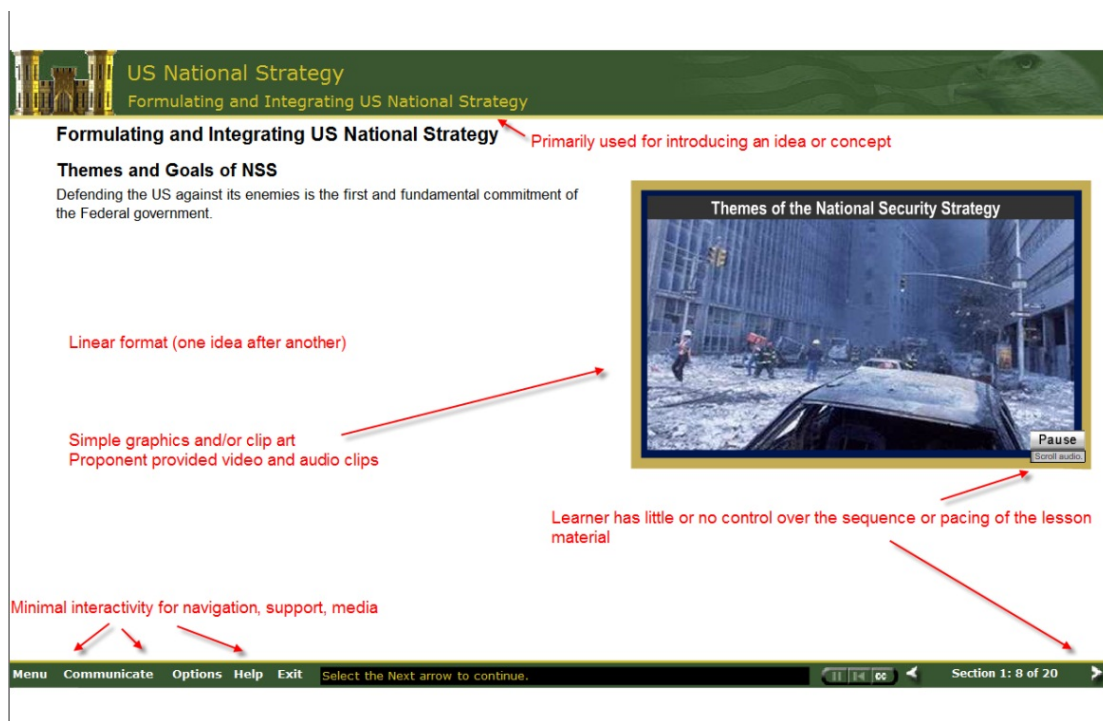 US National Strategy
Formulating and Integrating US National Strategy
Formulating and Integrating US National Strategy
Primarily used for introducing an idea or concept
Themes and Goals of NSS
Defending the US against its enemies is the first and fundamental commitment of
the Federal government.
Themes of the National Security Strategy
Linear format (one idea after another)
Simple graphics and/or clip art
Proponent provided video and audio clips
Pause
Scroll audio.
Learner has little or no control over the sequence or pacing of the lesson
material
Minimal interactivity for navigation, support, media
Menu Communicate Options Help Exit Select the Next arrow to continue. cc Section 1: 8 of 20